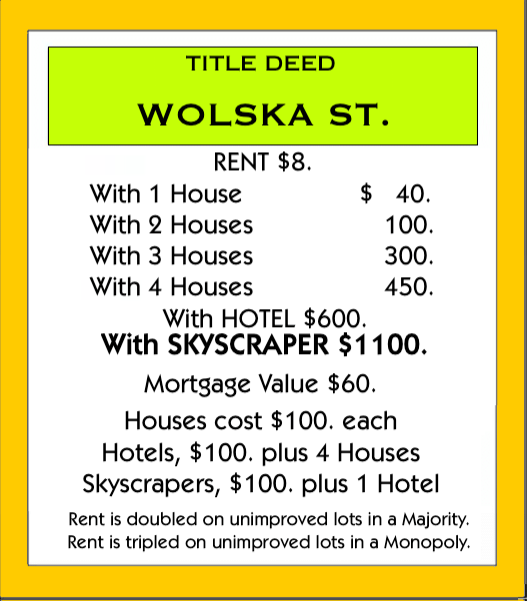 TITLE DEED
WOLSKA ST.
RENT $8.
With 1 House $ 40.
With 2 Houses 100.
With 3 Houses 300.
With 4 Houses 450.
With HOTEL $600.
With SKYSCRAPER $1100.
Mortgage Value $60.
Houses cost $100. each
Hotels, $100. plus 4 Houses
Skyscrapers, $100. plus 1 Hotel
Rent is doubled on unimproved lots in a Majority.
Rent is tripled on unimproved lots in a Monopoly.